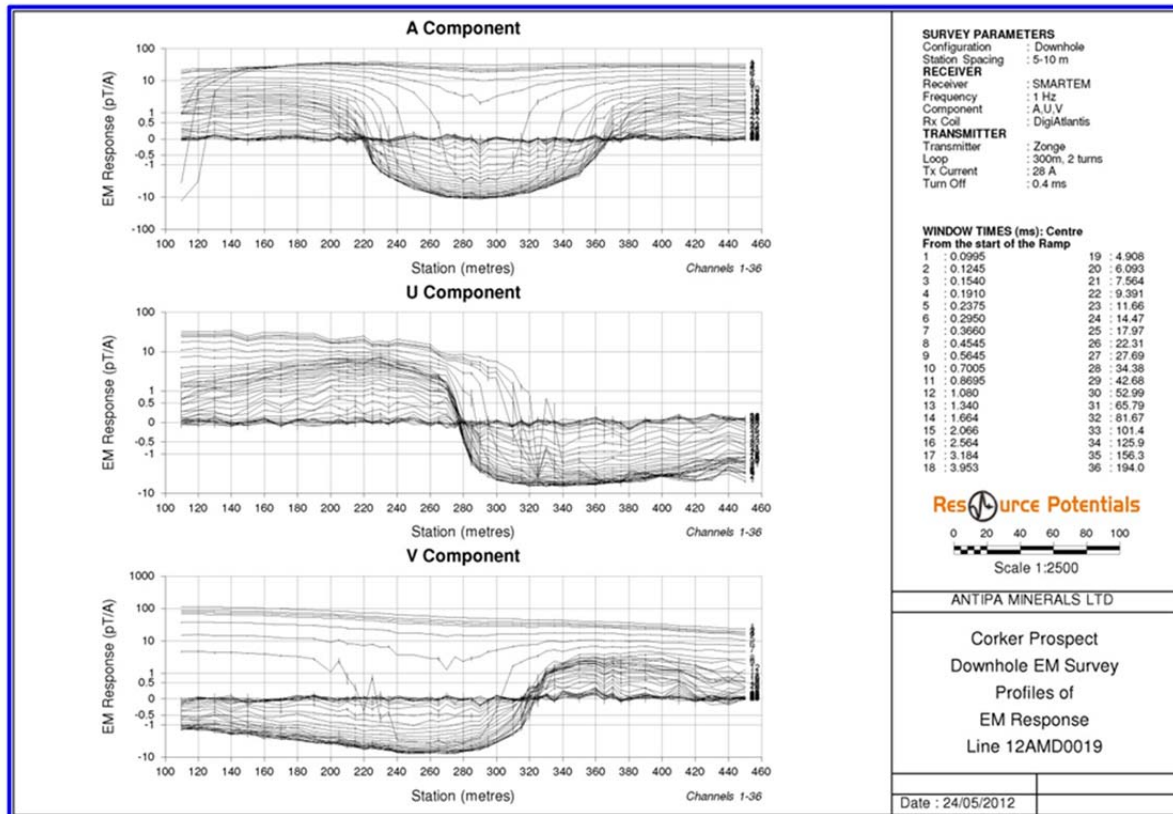 A Component
EM Response (pT/A)
100
10
1
0.5
0
-0.5
-1
-10
-100
100 120 140 160 180 200 220 240 260 280 300 320 340 360 380 400 420 440 460
Station (metres)
Channels 1-36
U Component
EM Response (pT/A)
100
10
1
0.5
0
-0.5
-1
-10
100 120 140 160 180 200 220 240 260 280 300 320 340 360 380 400 420 440 460
Station (metres)
Channels 1-36
V Component
EM Response (pT/A)
1000
100
10
1
0.5
0
-0.5
-1
-10
100 120 140 160 180 200 220 240 260 280 300 320 340 360 380 400 420 440 460
Station (metres)
Channels 1-36
SURVEY PARAMETERS
Configuration : Downhole
Station Spacing : 5-10 m
RECEIVER
Receiver : SMARTEM
Frequency : 1 Hz
Component : A,U,V
Rx Coil : DigiAtlantis
TRANSMITTER
Transmitter : Zonge
Loop : 300m, 2 turns
Tx Current : 28 A
Turn Off : 0.4 ms
WINDOW TIMES (ms): Centre
From the start of the Ramp
1 : 0.0995 19 : 4.908
2 : 0.1245 20 : 6.093
3 : 0.1540 21 : 7.564
4 : 0.1910 22 : 9.391
5 : 0.2375 23 : 11.66
6 : 0.2950 24 : 14.47
7 : 0.3660 25 : 17.97
8 : 0.4545 26 : 22.31
9 : 0.5645 27 : 27.69
10 : 0.7005 28 : 34.38
11 : 0.8695 29 : 42.68
12 : 1.080 30 : 52.99
13 : 1.340 31 : 65.79
14 : 1.664 32 : 81.67
15 : 2.066 33 : 101.4
16 : 2.564 34 : 125.9
17 : 3.184 35 : 156.3
18 : 3.953 36 : 194.0
Resource Potentials
0 20 40 60 80 100
Scale 1:2500
ANTIPA MINERALS LTD
Corker Prospect
Downhole EM Survey
Profiles of
EM Response
Line 12AMD0019
Date : 24/05/2012